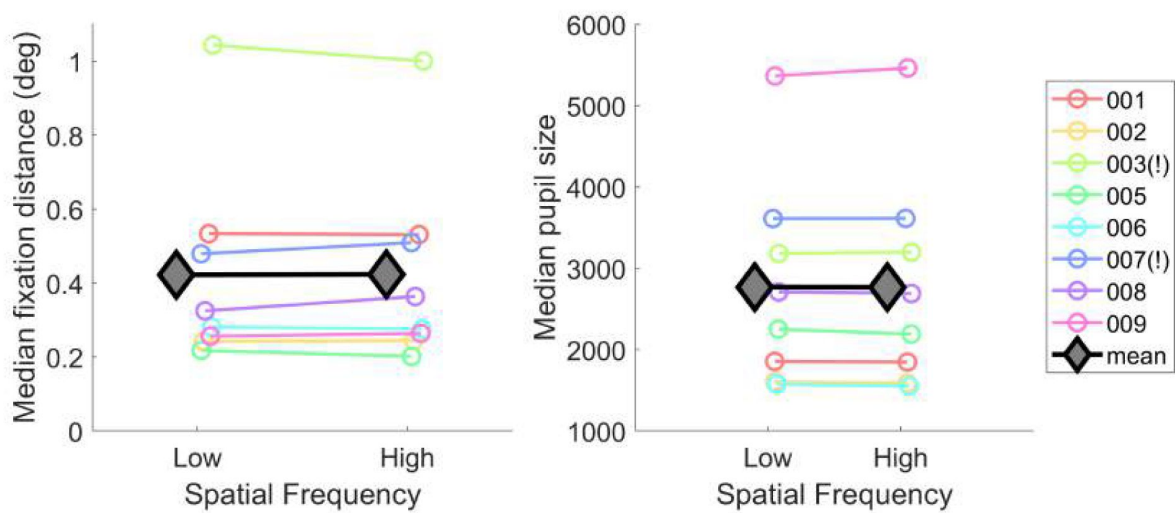 Median fixation distance (deg)
1
0.8
0.6
0.4
0.2
0
Low
High
Spatial Frequency
Median pupil size
6000
5000
4000
3000
2000
1000
Low
High
Spatial Frequency
001
002
003(!)
005
006
007(!)
008
009
mean